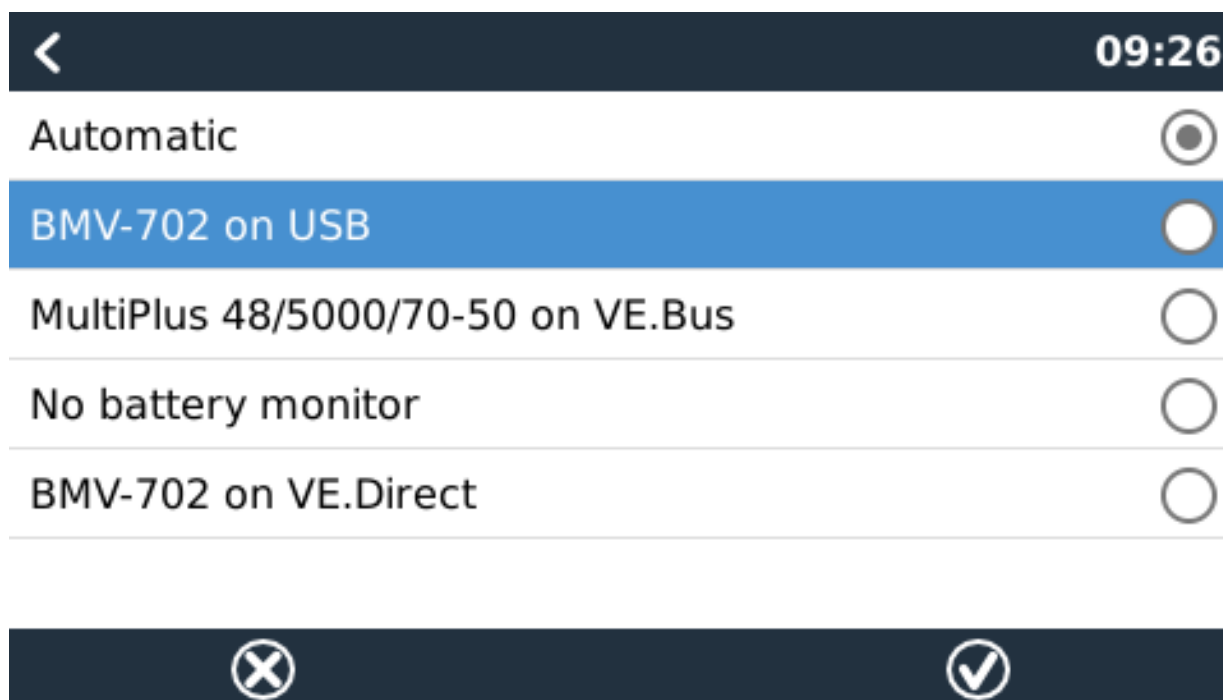 09:26
Automatic
BMV-702 on USB
MultiPlus 48/5000/70-50 on VE.Bus
No battery monitor
BMV-702 on VE.Direct